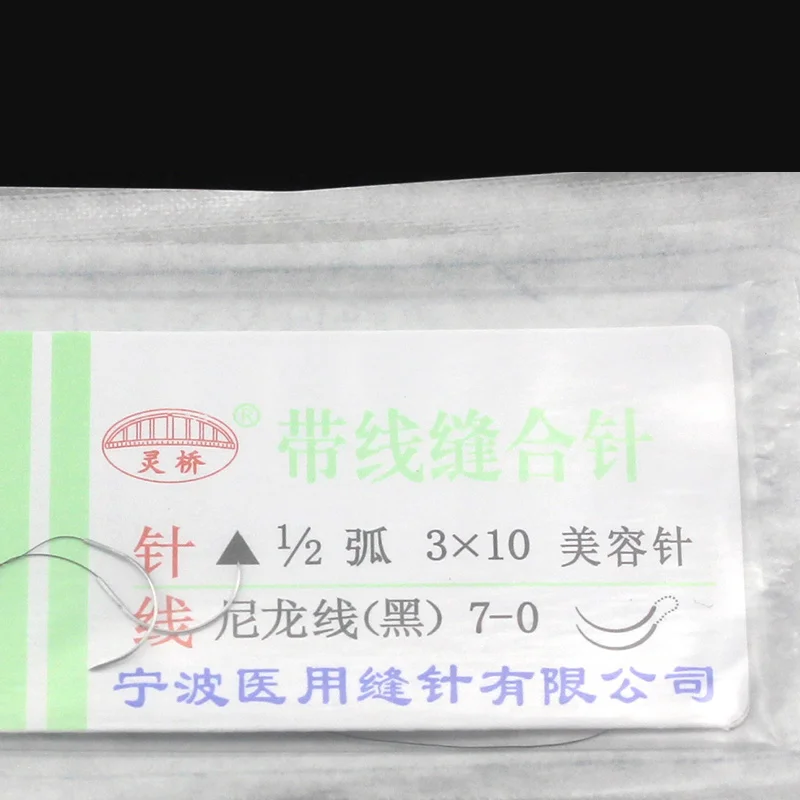 灵桥 ® 带线缝合针
针 ▲ 1/2 弧 3×10 美容针
线 尼龙线(黑) 7-0
宁波医用缝针有限公司